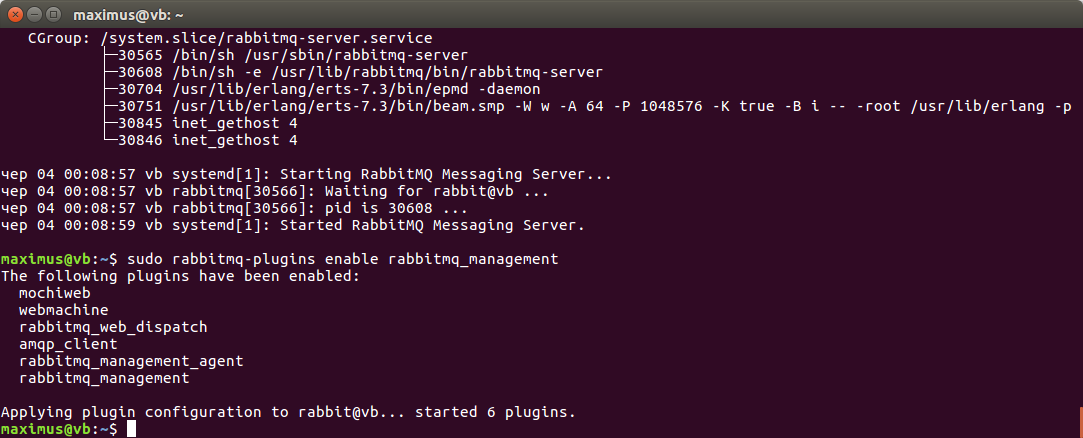 maximus@vb: ~
CGroup: /system.slice/rabbitmq-server.service
├─30565 /bin/sh /usr/sbin/rabbitmq-server
├─30608 /bin/sh -e /usr/lib/rabbitmq/bin/rabbitmq-server
├─30704 /usr/lib/erlang/erts-7.3/bin/epmd -daemon
├─30751 /usr/lib/erlang/erts-7.3/bin/beam.smp -W w -A 64 -P 1048576 -K true -B i -- -root /usr/lib/erlang -p
├─30845 inet_gethost 4
└─30846 inet_gethost 4
чер 04 00:08:57 vb systemd[1]: Starting RabbitMQ Messaging Server...
чер 04 00:08:57 vb rabbitmq[30566]: Waiting for rabbit@vb ...
чер 04 00:08:57 vb rabbitmq[30566]: pid is 30608 ...
чер 04 00:08:59 vb systemd[1]: Started RabbitMQ Messaging Server.
maximus@vb:~$ sudo rabbitmq-plugins enable rabbitmq_management
The following plugins have been enabled:
mochiweb
webmachine
rabbitmq_web_dispatch
amqp_client
rabbitmq_management_agent
rabbitmq_management
Applying plugin configuration to rabbit@vb... started 6 plugins.
maximus@vb:~$